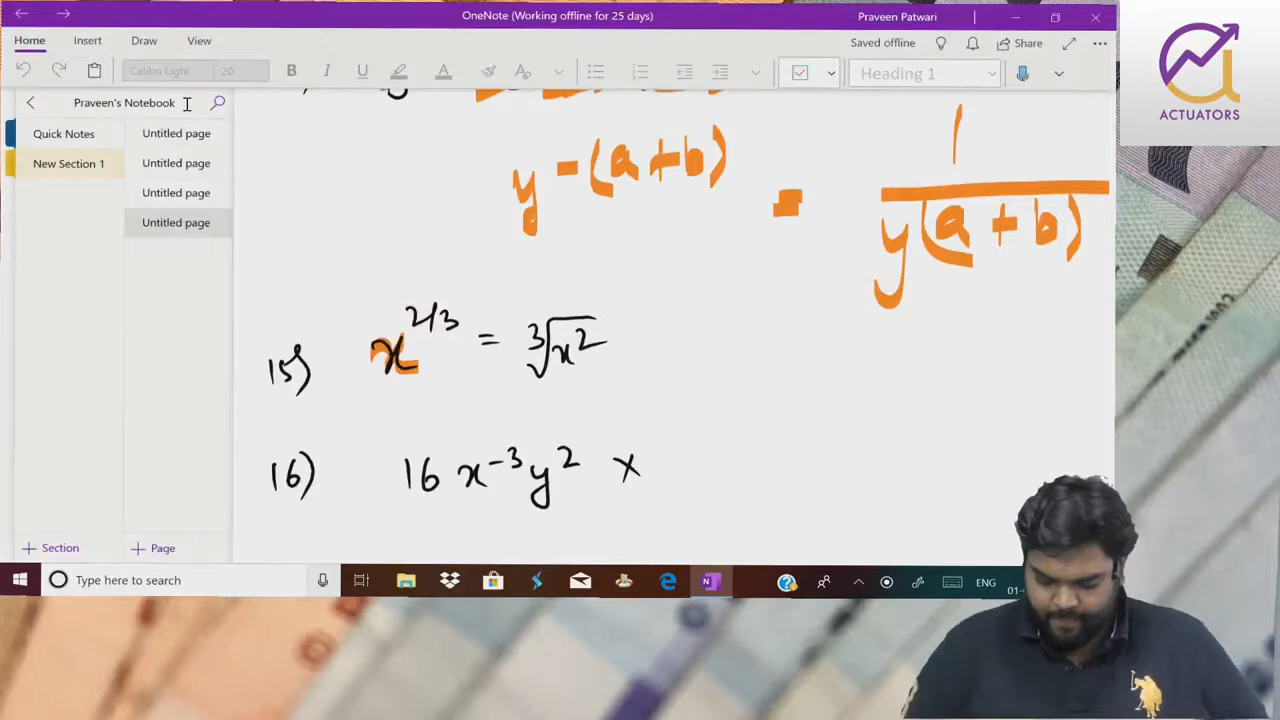 OneNote (Working offline for 25 days)
Praveen Patwari
Home Insert Draw View
Saved offline
Share
Calibri Light 20
B I U A
Heading 1
ACTUATORS
Praveen's Notebook
Quick Notes
New Section 1
Untitled page
Untitled page
Untitled page
Untitled page
y^-(a+b) = 1/y^(a+b)
15) x^2/3 = ∛x^2
16) 16 x^-3 y^2 ×
+ Section
+ Page
Type here to search
ENG
01-